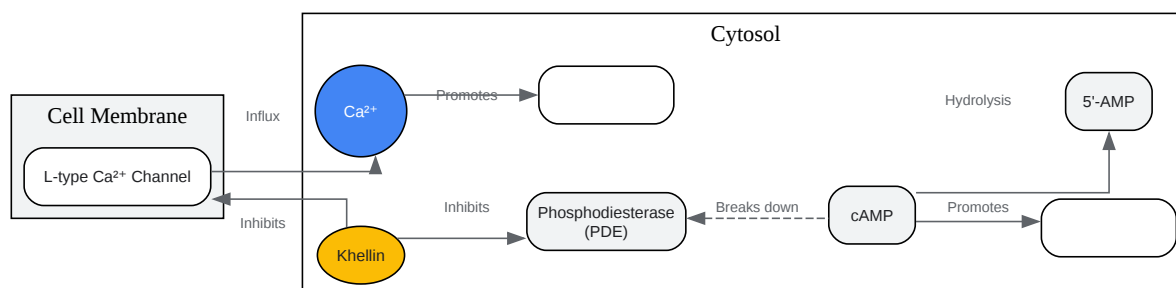 Cytosol
Cell Membrane
L-type Ca²⁺ Channel
Influx
Inhibits
Ca²⁺
Promotes
Khellin
Inhibits
Phosphodiesterase
(PDE)
Breaks down
cAMP
Hydrolysis
5'-AMP
Promotes